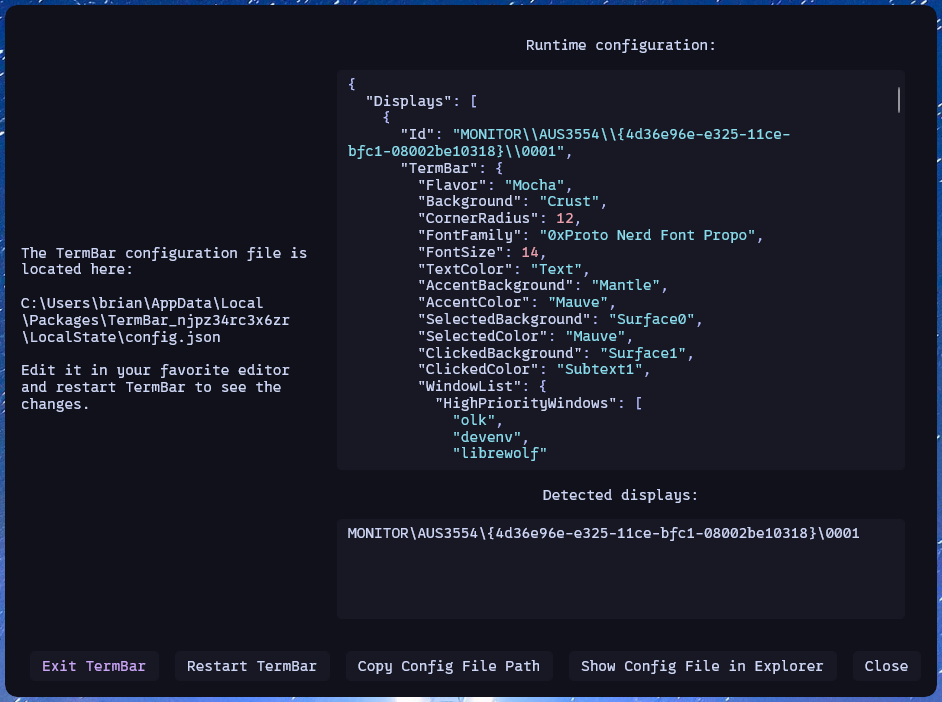 The TermBar configuration file is
located here:
C:\Users\brian\AppData\Local
\Packages\TermBar_njpz34rc3x6zr
\LocalState\config.json
Edit it in your favorite editor
and restart TermBar to see the
changes.
Runtime configuration:
{
  "Displays": [
    {
      "Id": "MONITOR\\AUS3554\\{4d36e96e-e325-11ce-
bfc1-08002be10318}\\0001",
      "TermBar": {
        "Flavor": "Mocha",
        "Background": "Crust",
        "CornerRadius": 12,
        "FontFamily": "0xProto Nerd Font Propo",
        "FontSize": 14,
        "TextColor": "Text",
        "AccentBackground": "Mantle",
        "AccentColor": "Mauve",
        "SelectedBackground": "Surface0",
        "SelectedColor": "Mauve",
        "ClickedBackground": "Surface1",
        "ClickedColor": "Subtext1",
        "WindowList": {
          "HighPriorityWindows": [
            "olk",
            "devenv",
            "librewolf"
Detected displays:
MONITOR\AUS3554\{4d36e96e-e325-11ce-bfc1-08002be10318}\0001
Exit TermBar
Restart TermBar
Copy Config File Path
Show Config File in Explorer
Close